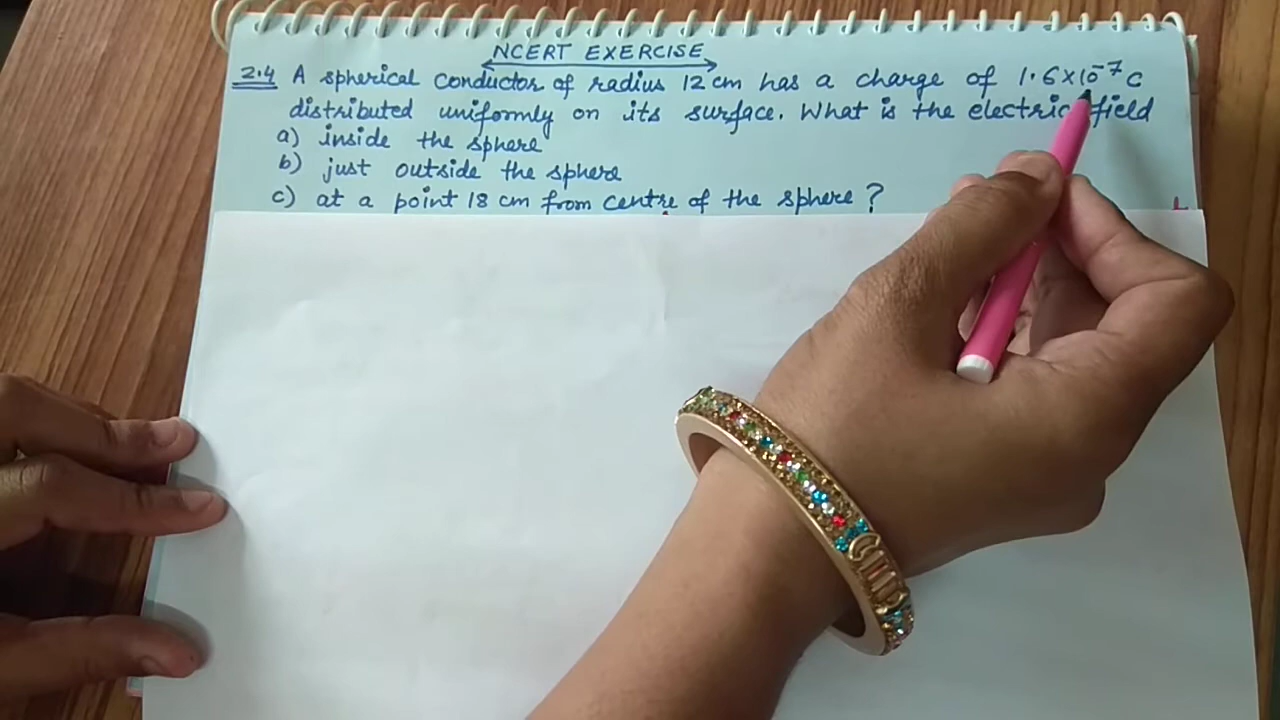 NCERT EXERCISE
2.4 A spherical conductor of radius 12 cm has a charge of 1.6×10⁻⁷ C
distributed uniformly on its surface. What is the electric field
a) inside the sphere
b) just outside the sphere
c) at a point 18 cm from centre of the sphere ?